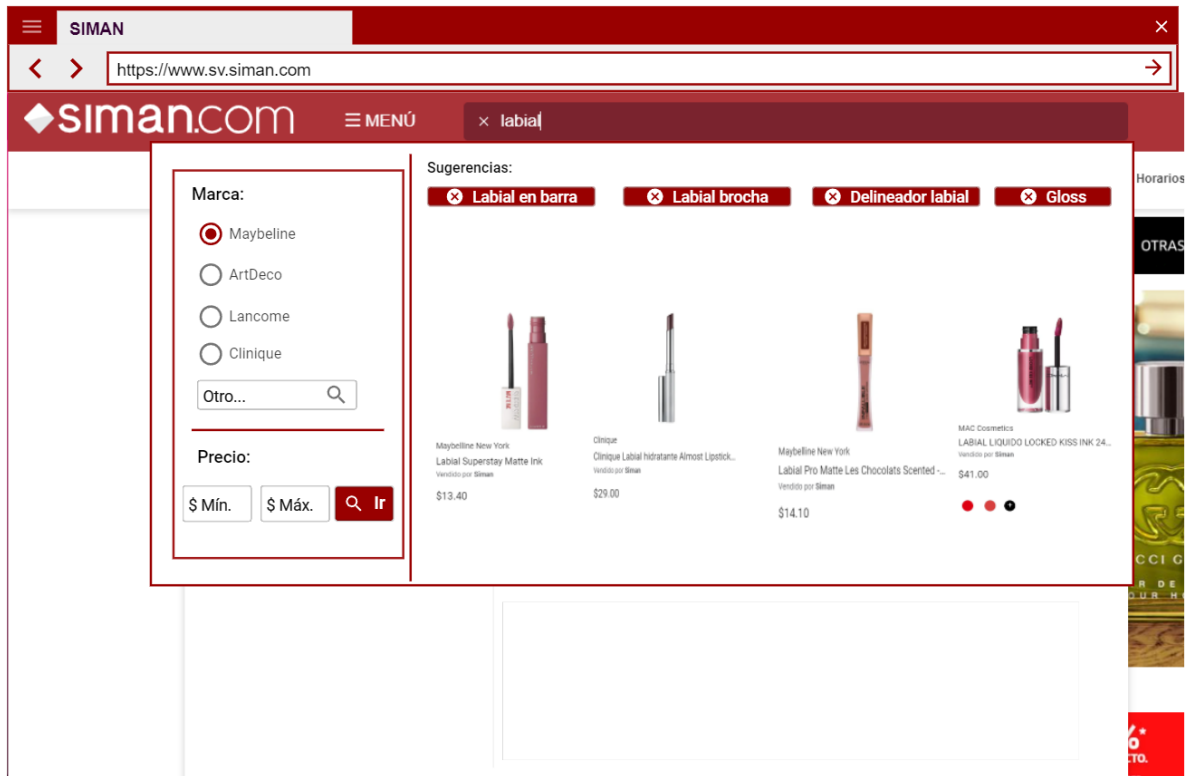 SIMAN
https://www.sv.siman.com
siman.com
MENÚ
labial
Horarios
Marca:
Maybeline
ArtDeco
Lancome
Clinique
Otro...
Precio:
$ Mín.
$ Máx.
Ir
Sugerencias:
Labial en barra
Labial brocha
Delineador labial
Gloss
Maybelline New York
Labial Superstay Matte Ink
Vendido por Siman
$13.40
Clinique
Clinique Labial hidratante Almost Lipstick...
Vendido por Siman
$29.00
Maybelline New York
Labial Pro Matte Les Chocolats Scented -...
Vendido por Siman
$14.10
MAC Cosmetics
LABIAL LIQUIDO LOCKED KISS INK 24...
Vendido por Siman
$41.00
OTRAS
CCI G
R DE
OUR H
%*
CTO.